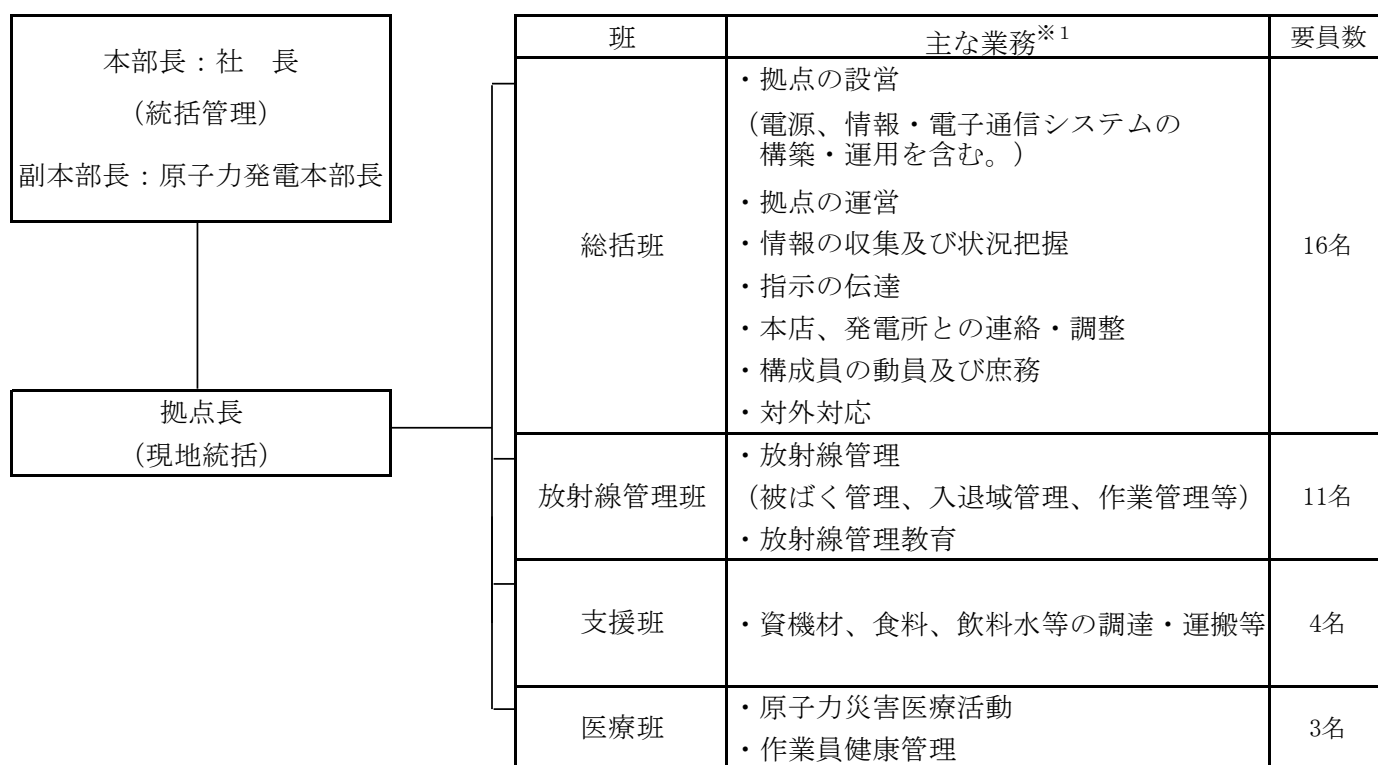 本部長：社　長
（統括管理）
副本部長：原子力発電本部長
拠点長
（現地統括）
班　主な業務※1　要員数
総括班
・拠点の設営
（電源、情報・電子通信システムの
構築・運用を含む。）
・拠点の運営
・情報の収集及び状況把握
・指示の伝達
・本店、発電所との連絡・調整
・構成員の動員及び庶務
・対外対応
16名
放射線管理班
・放射線管理
（被ばく管理、入退域管理、作業管理等）
・放射線管理教育
11名
支援班
・資機材、食料、飲料水等の調達・運搬等
4名
医療班
・原子力災害医療活動
・作業員健康管理
3名